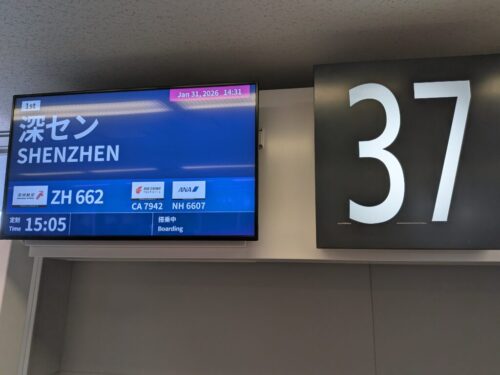 1st
Jan 31, 2026 14:31
深セン
SHENZHEN
ZH 662
CA 7942
ANA
NH 6607
定刻
Time
15:05
搭乗中
Boarding
37